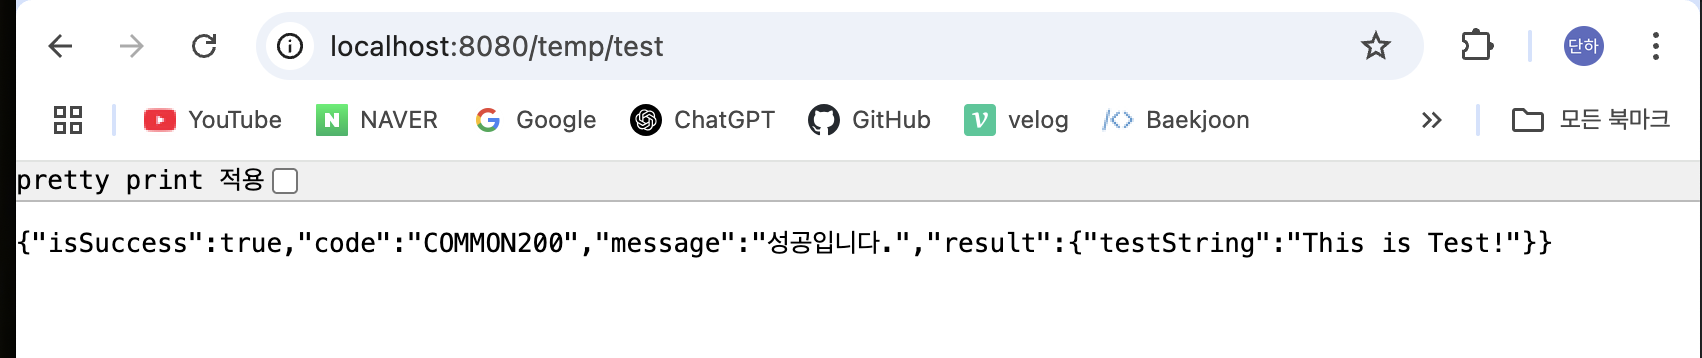 localhost:8080/temp/test
단하
YouTube NAVER Google ChatGPT GitHub velog Baekjoon 모든 북마크
pretty print 적용
{"isSuccess":true,"code":"COMMON200","message":"성공입니다.","result":{"testString":"This is Test!"}}